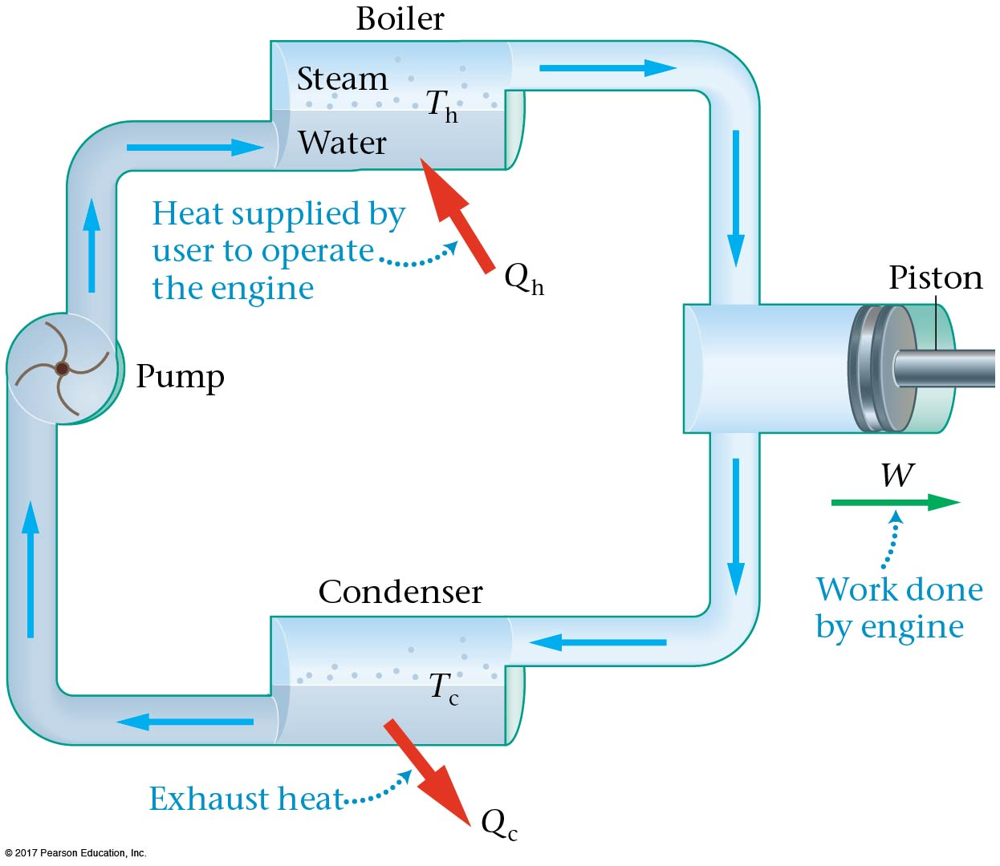 Boiler
Steam
T_h
Water
Heat supplied by
user to operate
the engine
Q_h
Piston
Pump
W
Work done
by engine
Condenser
T_c
Exhaust heat
Q_c
© 2017 Pearson Education, Inc.